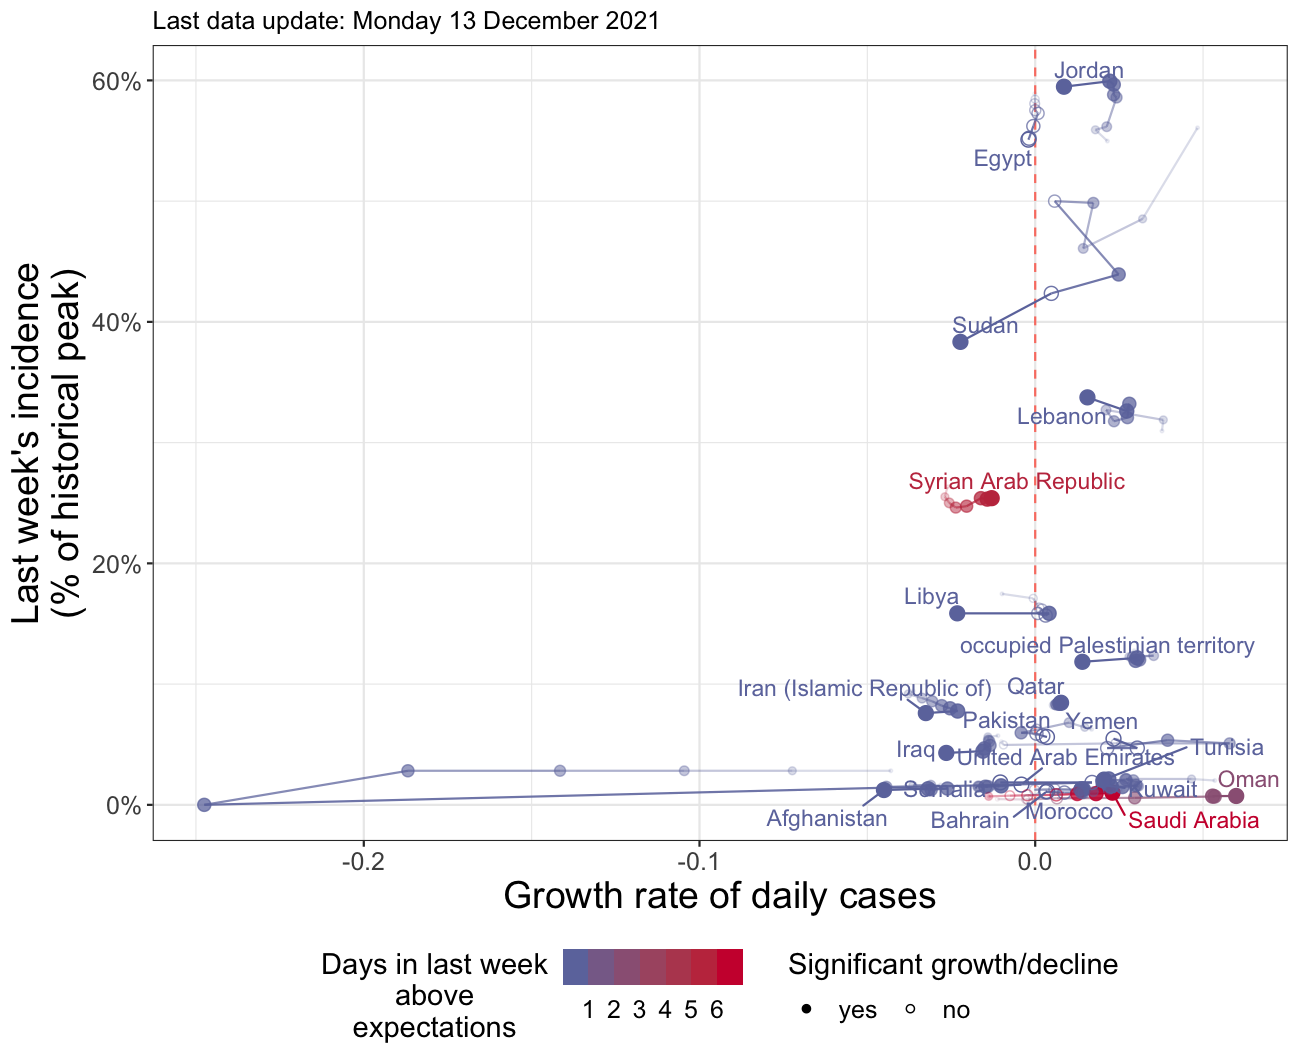 Last data update: Monday 13 December 2021
Last week's incidence
(% of historical peak)
60%
40%
20%
0%
Jordan
Egypt
Sudan
Lebanon
Syrian Arab Republic
Libya
occupied Palestinian territory
Iran (Islamic Republic of)
Qatar
Pakistan
Yemen
Iraq
United Arab Emirates
Tunisia
Somalia
Kuwait
Oman
Afghanistan
Bahrain
Morocco
Saudi Arabia
-0.2
-0.1
0.0
Growth rate of daily cases
Days in last week
above
expectations
1 2 3 4 5 6
Significant growth/decline
yes
no